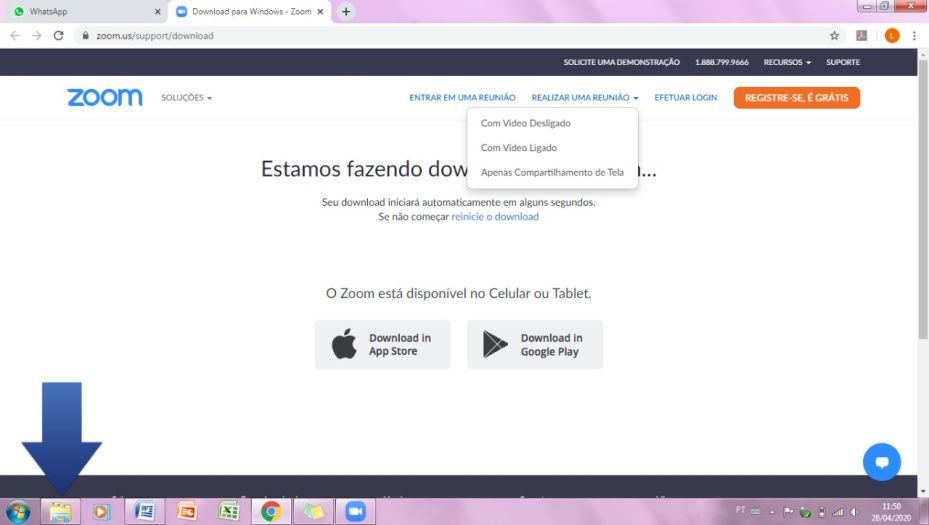 WhatsApp
Download para Windows - Zoom
zoom.us/support/download
L
SOLICITE UMA DEMONSTRAÇÃO 1.888.799.9666 RECURSOS SUPORTE
zoom SOLUÇÕES ENTRAR EM UMA REUNIÃO REALIZAR UMA REUNIÃO EFETUAR LOGIN REGISTRE-SE, É GRÁTIS
Com Vídeo Desligado
Com Vídeo Ligado
Apenas Compartilhamento de Tela
Estamos fazendo dow
Seu download iniciará automaticamente em alguns segundos.
Se não começar reinicie o download
O Zoom está disponível no Celular ou Tablet.
Download in
App Store
Download in
Google Play
PT
11:50
28/04/2020